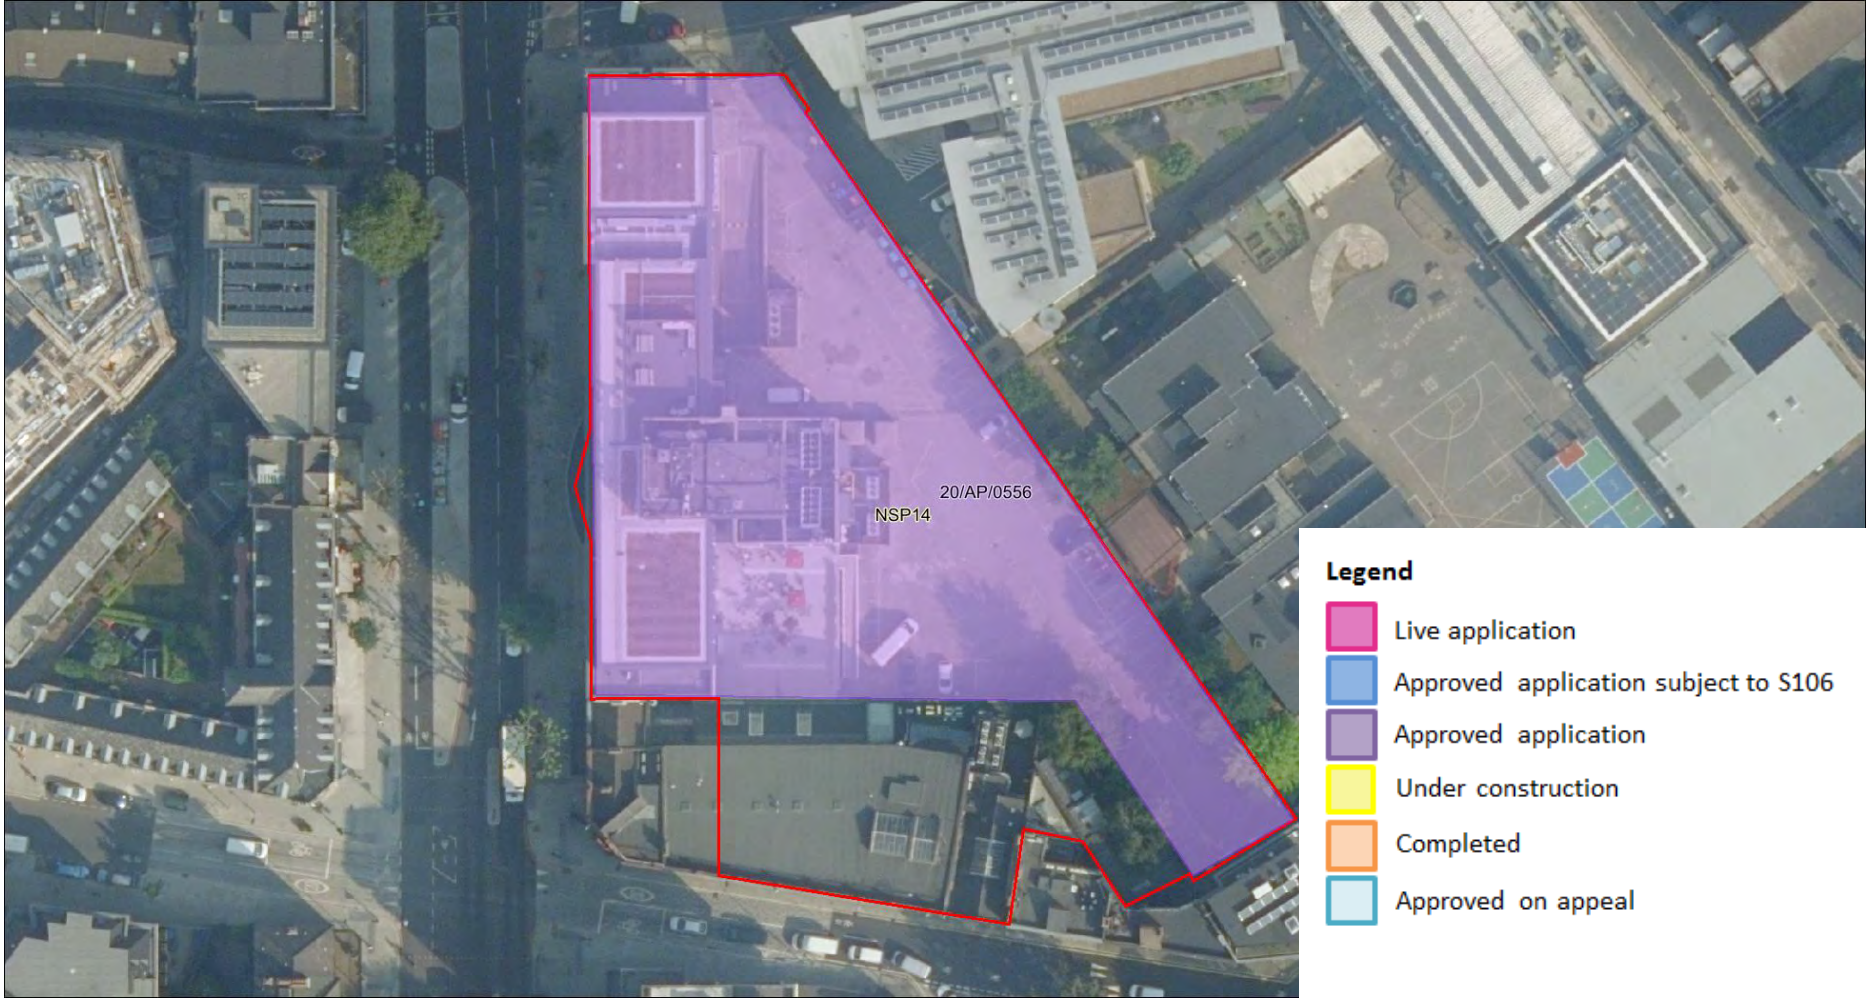 20/AP/0556
NSP14
Legend
Live application
Approved application subject to S106
Approved application
Under construction
Completed
Approved on appeal